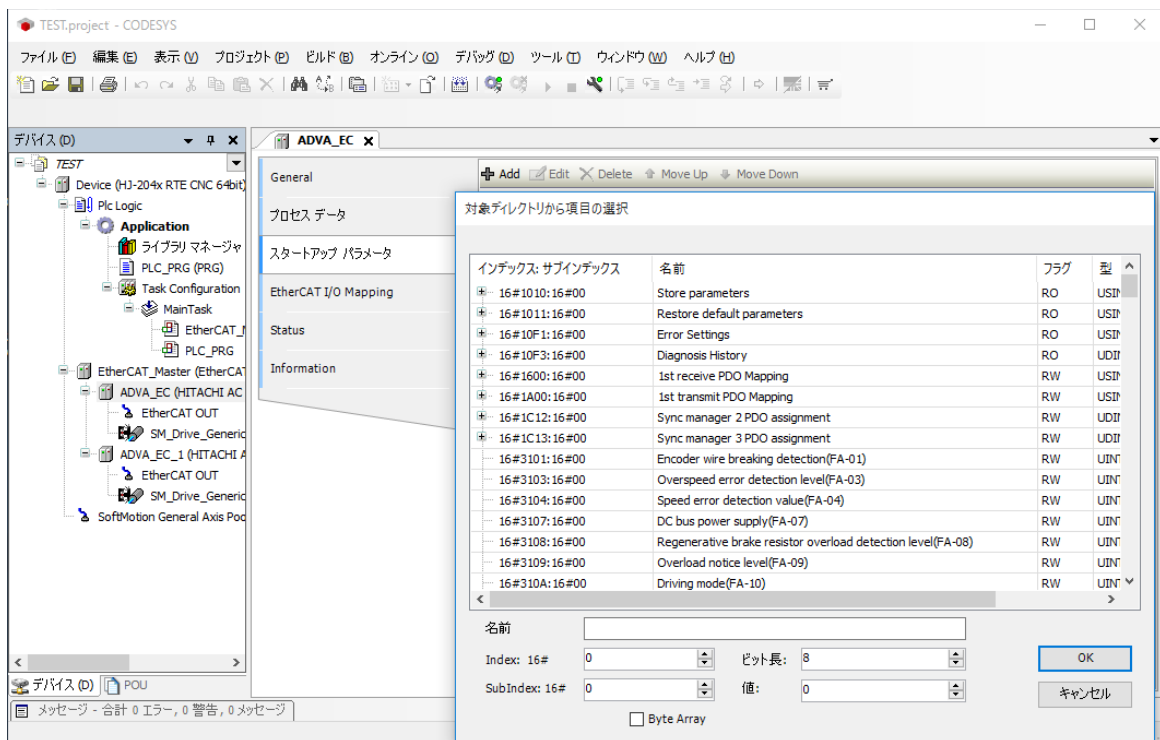 TEST.project - CODESYS
ファイル(F) 編集(E) 表示(V) プロジェクト(P) ビルド(B) オンライン(O) デバッグ(D) ツール(T) ウィンドウ(W) ヘルプ(H)
デバイス(D)
TEST
Device (HJ-204x RTE CNC 64bit)
Plc Logic
Application
ライブラリ マネージャ
PLC_PRG (PRG)
Task Configuration
MainTask
EtherCAT_
PLC_PRG
EtherCAT_Master (EtherCA
ADVA_EC (HITACHI AC
EtherCAT OUT
SM_Drive_Generic
ADVA_EC_1 (HITACHI A
EtherCAT OUT
SM_Drive_Generic
SoftMotion General Axis Poo
デバイス(D) POU
メッセージ - 合計 0 エラー, 0 警告, 0 メッセージ
ADVA_EC
General
プロセス データ
スタートアップ パラメータ
EtherCAT I/O Mapping
Status
Information
Add Edit Delete Move Up Move Down
対象ディレクトリから項目の選択
インデックス: サブインデックス 名前 フラグ 型
16#1010:16#00 Store parameters RO USIN
16#1011:16#00 Restore default parameters RO USIN
16#10F1:16#00 Error Settings RO USIN
16#10F3:16#00 Diagnosis History RO UDIN
16#1600:16#00 1st receive PDO Mapping RW USIN
16#1A00:16#00 1st transmit PDO Mapping RW USIN
16#1C12:16#00 Sync manager 2 PDO assignment RW UDIN
16#1C13:16#00 Sync manager 3 PDO assignment RW UDIN
16#3101:16#00 Encoder wire breaking detection(FA-01) RW UINT
16#3103:16#00 Overspeed error detection level(FA-03) RW UINT
16#3104:16#00 Speed error detection value(FA-04) RW UINT
16#3107:16#00 DC bus power supply(FA-07) RW UINT
16#3108:16#00 Regenerative brake resistor overload detection level(FA-08) RW UINT
16#3109:16#00 Overload notice level(FA-09) RW UINT
16#310A:16#00 Driving mode(FA-10) RW UINT
名前
Index: 16# 0 ビット長: 8 OK
SubIndex: 16# 0 値: 0 キャンセル
Byte Array